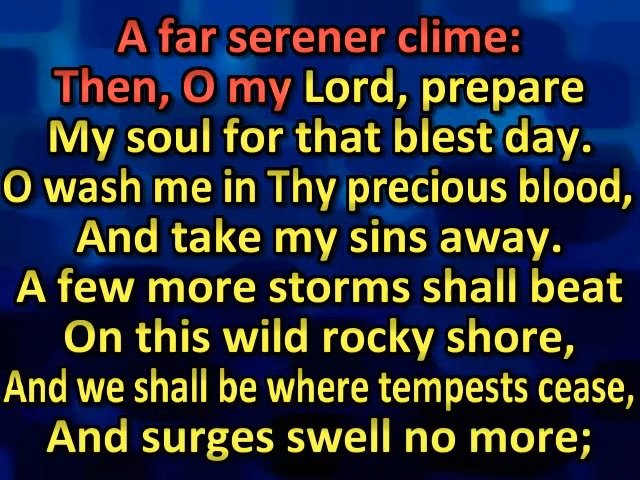 A far serener clime:
Then, O my Lord, prepare
My soul for that blest day.
O wash me in Thy precious blood,
And take my sins away.
A few more storms shall beat
On this wild rocky shore,
And we shall be where tempests cease,
And surges swell no more;